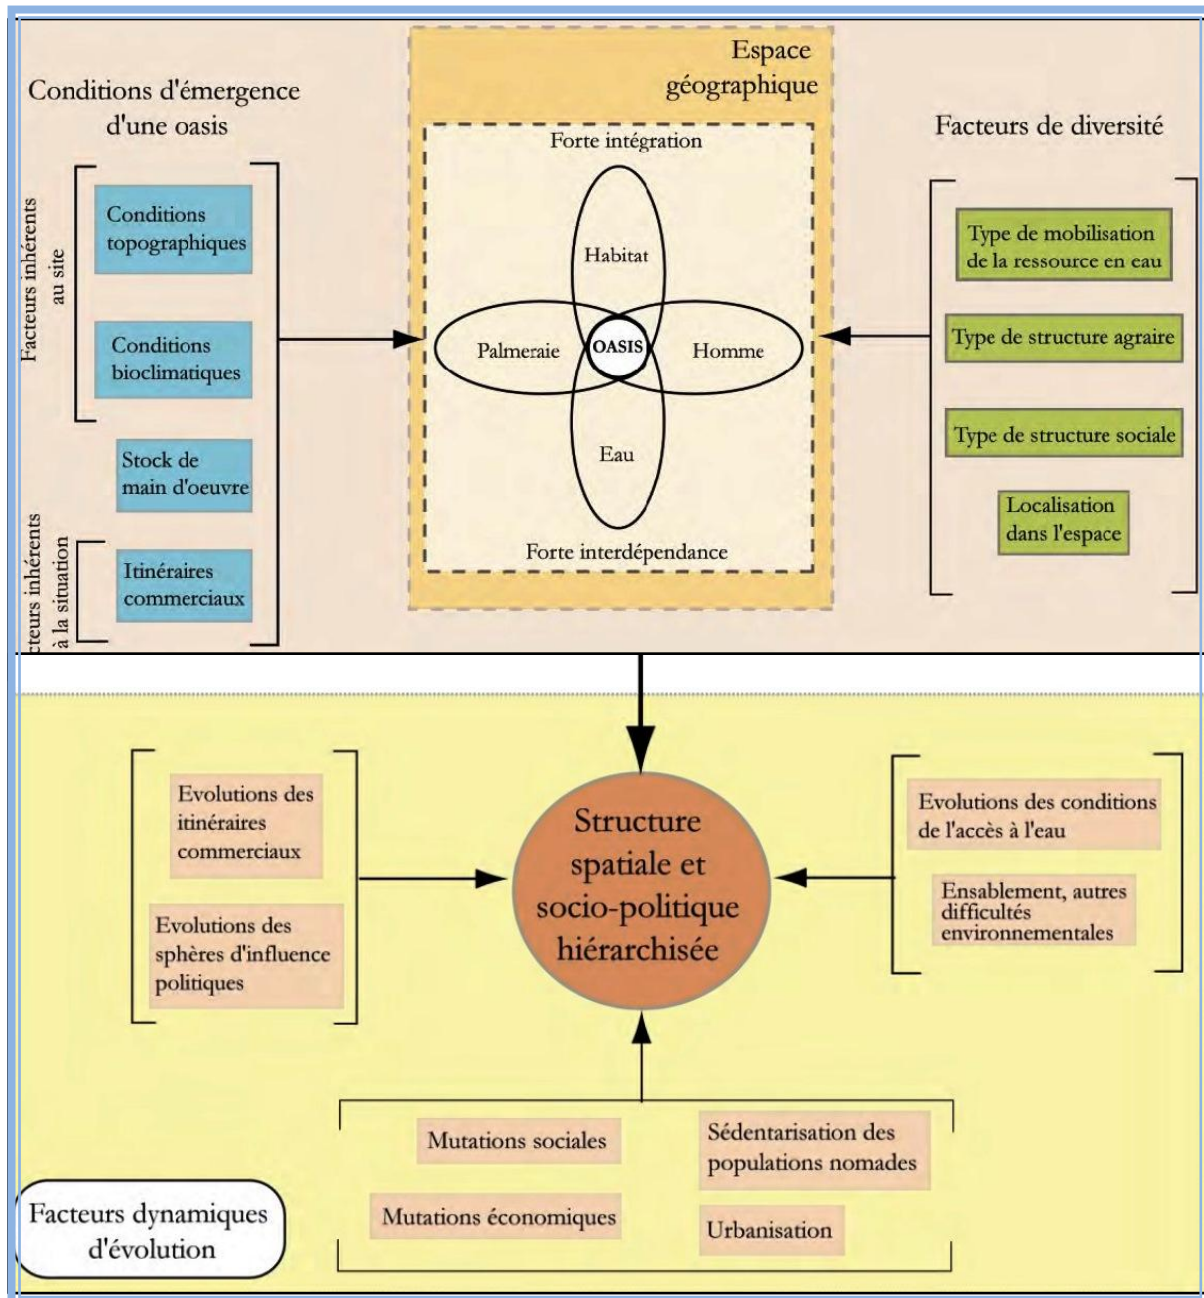 Conditions d'émergence
d'une oasis
Facteurs inhérents
au site
Conditions
topographiques
Conditions
bioclimatiques
Stock de
main d'oeuvre
cteurs inhérents
à la situation
Itinéraires
commerciaux
Espace
géographique
Forte intégration
Habitat
Palmeraie
OASIS
Homme
Eau
Forte interdépendance
Facteurs de diversité
Type de mobilisation
de la ressource en eau
Type de structure agraire
Type de structure sociale
Localisation
dans l'espace
Evolutions des
itinéraires
commerciaux
Evolutions des
sphères d'influence
politiques
Structure
spatiale et
socio-politique
hiérarchisée
Evolutions des conditions
de l'accès à l'eau
Ensablement, autres
difficultés
environnementales
Mutations sociales
Sédentarisation des
populations nomades
Mutations économiques
Urbanisation
Facteurs dynamiques
d'évolution